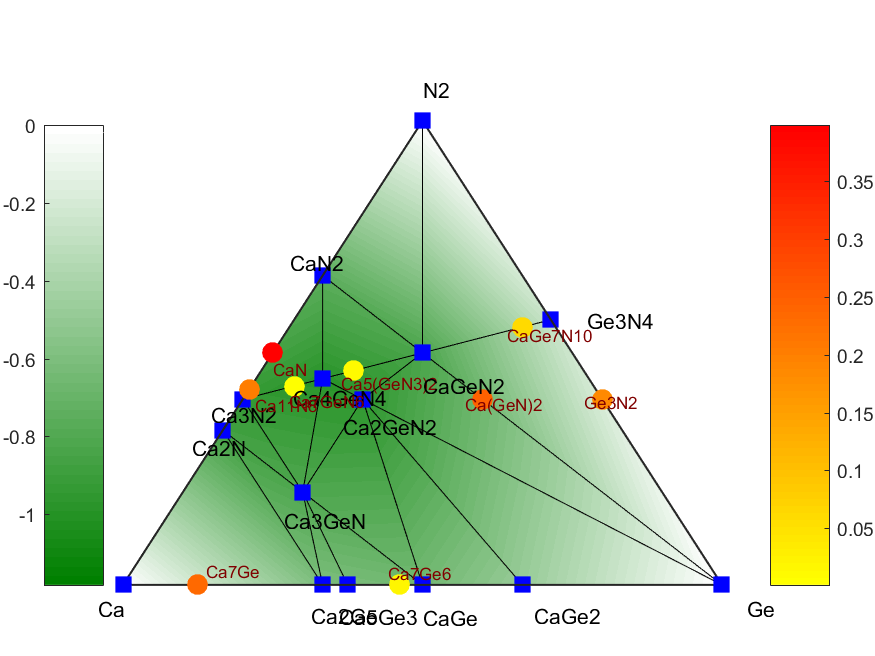 N2
0
-0.2
-0.4
-0.6
-0.8
-1
0.35
0.3
0.25
0.2
0.15
0.1
0.05
CaN2
Ge3N4
CaGe7N10
CaN
Ca5(GeN3)2
CaGeN2
Ca4GeN4
Ca11N8
Ca(GeN)2
Ge3N2
Ca3N2
Ca2GeN2
Ca2N
Ca3GeN
Ca7Ge
Ca7Ge6
Ca
Ca2Ge
Ca5Ge3
CaGe
CaGe2
Ge